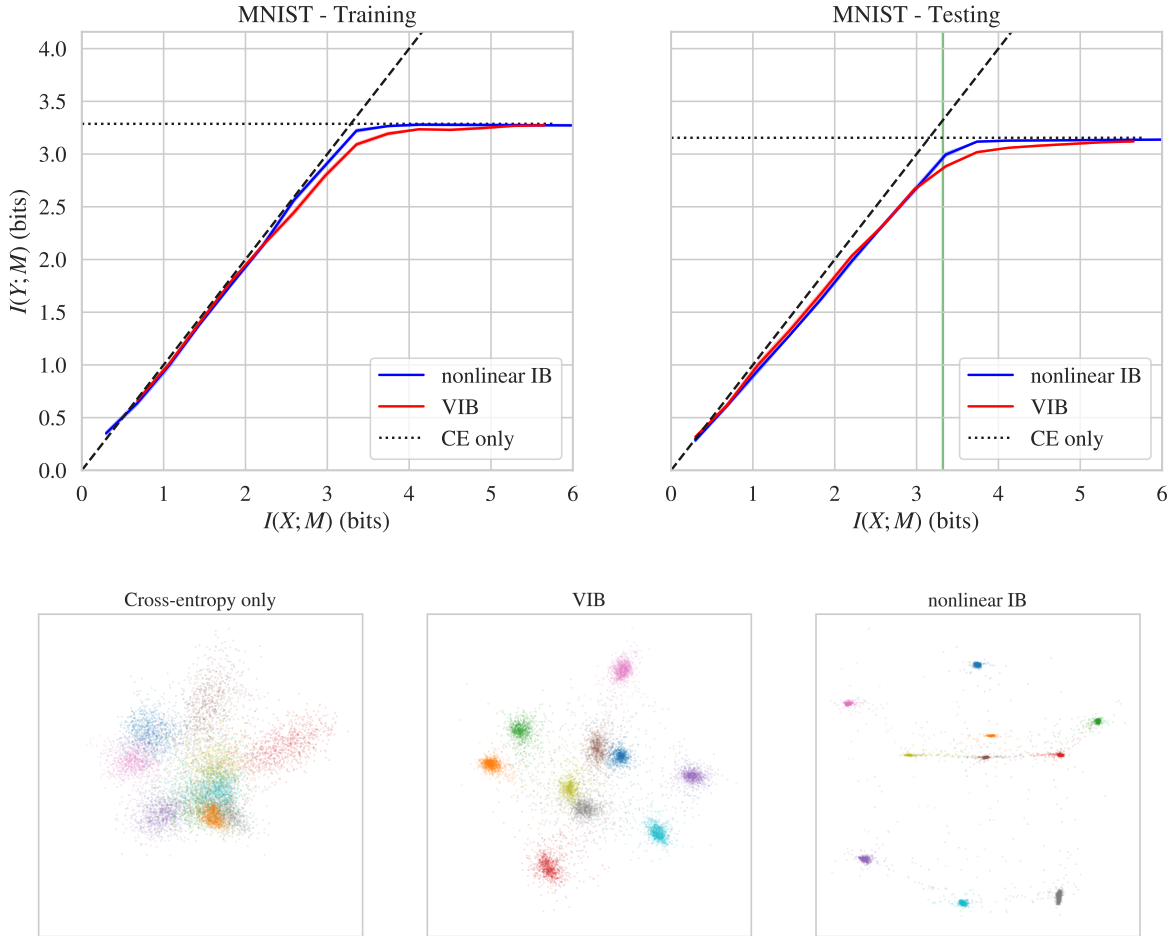 MNIST - Training
4.0
3.5
3.0
2.5
2.0
1.5
1.0
0.5
0.0
I(Y; M) (bits)
nonlinear IB
VIB
CE only
0 1 2 3 4 5 6
I(X; M) (bits)
MNIST - Testing
nonlinear IB
VIB
CE only
0 1 2 3 4 5 6
I(X; M) (bits)
Cross-entropy only
VIB
nonlinear IB